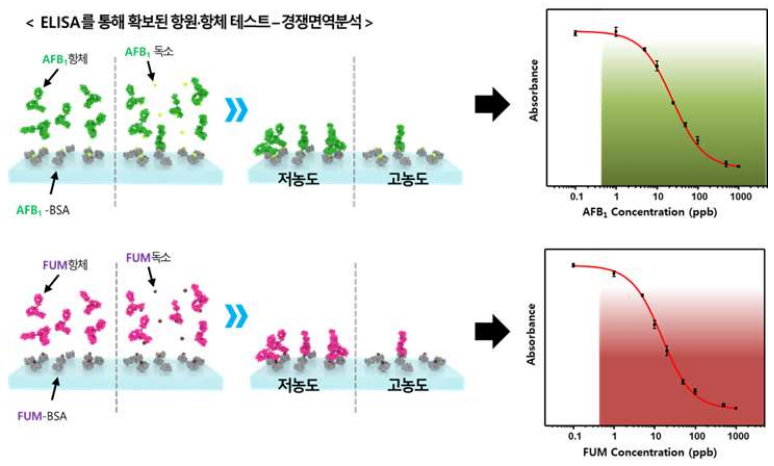 < ELISA를 통해 확보된 항원·항체 테스트–경쟁면역분석 >
AFB₁항체
AFB₁ 독소
AFB₁ -BSA
저농도
고농도
Absorbance
0.1 1 10 100 1000
AFB₁ Concentration (ppb)
FUM항체
FUM독소
FUM-BSA
저농도
고농도
Absorbance
0.1 1 10 100 1000
FUM Concentration (ppb)